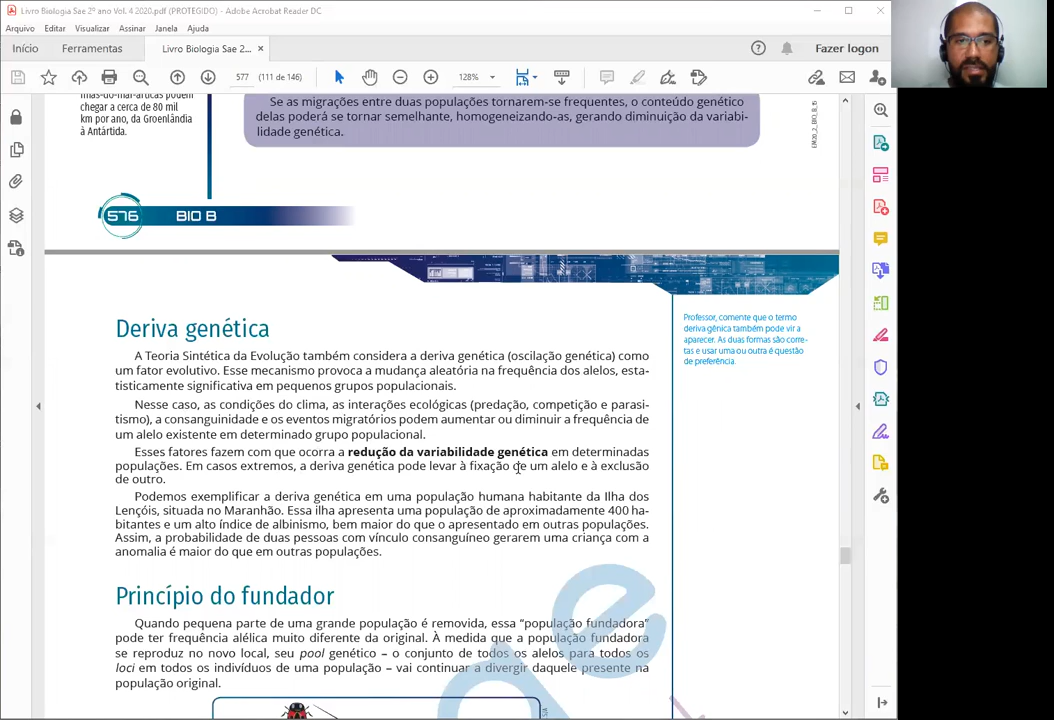 Livro Biologia Sae 2º ano Vol. 4 2020.pdf (PROTEGIDO) - Adobe Acrobat Reader DC
Arquivo Editar Visualizar Assinar Janela Ajuda
Início Ferramentas Livro Biologia Sae 2... × Fazer logon
577 (111 de 146) 128%
mas-do-mar-árticas podem
chegar a cerca de 80 mil
km por ano, da Groenlândia
à Antártida.
Se as migrações entre duas populações tornarem-se frequentes, o conteúdo genético
delas poderá se tornar semelhante, homogeneizando-as, gerando diminuição da variabi-
lidade genética.
576 BIO B
Deriva genética
A Teoria Sintética da Evolução também considera a deriva genética (oscilação genética) como
um fator evolutivo. Esse mecanismo provoca a mudança aleatória na frequência dos alelos, esta-
tisticamente significativa em pequenos grupos populacionais.
Nesse caso, as condições do clima, as interações ecológicas (predação, competição e parasi-
tismo), a consanguinidade e os eventos migratórios podem aumentar ou diminuir a frequência de
um alelo existente em determinado grupo populacional.
Esses fatores fazem com que ocorra a redução da variabilidade genética em determinadas
populações. Em casos extremos, a deriva genética pode levar à fixação de um alelo e à exclusão
de outro.
Podemos exemplificar a deriva genética em uma população humana habitante da Ilha dos
Lençóis, situada no Maranhão. Essa ilha apresenta uma população de aproximadamente 400 ha-
bitantes e um alto índice de albinismo, bem maior do que o apresentado em outras populações.
Assim, a probabilidade de duas pessoas com vínculo consanguíneo gerarem uma criança com a
anomalia é maior do que em outras populações.
Professor, comente que o termo
deriva gênica também pode vir a
aparecer. As duas formas são corre-
tas e usar uma ou outra é questão
de preferência.
Princípio do fundador
Quando pequena parte de uma grande população é removida, essa “população fundadora”
pode ter frequência alélica muito diferente da original. À medida que a população fundadora
se reproduz no novo local, seu pool genético – o conjunto de todos os alelos para todos os
loci em todos os indivíduos de uma população – vai continuar a divergir daquele presente na
população original.